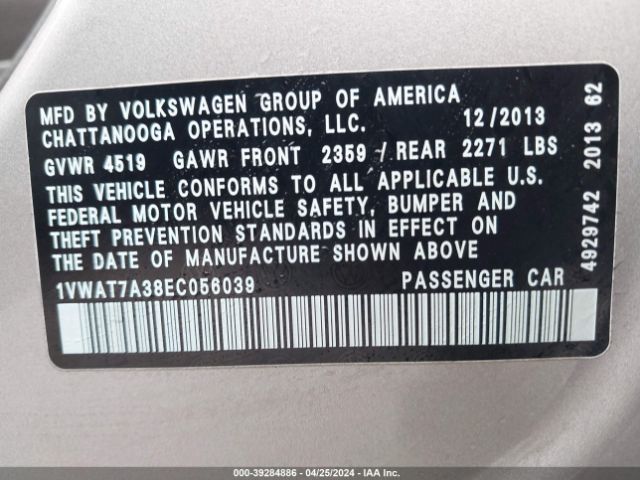 MFD BY VOLKSWAGEN GROUP OF AMERICA
CHATTANOOGA OPERATIONS, LLC. 12/2013
GVWR 4519 GAWR FRONT 2359 / REAR 2271 LBS
THIS VEHICLE CONFORMS TO ALL APPLICABLE U.S.
FEDERAL MOTOR VEHICLE SAFETY, BUMPER AND
THEFT PREVENTION STANDARDS IN EFFECT ON
THE DATE OF MANUFACTURE SHOWN ABOVE
1VWAT7A38EC056039 PASSENGER CAR
4929742 2013 62
000-39284886 - 04/25/2024 - IAA Inc.